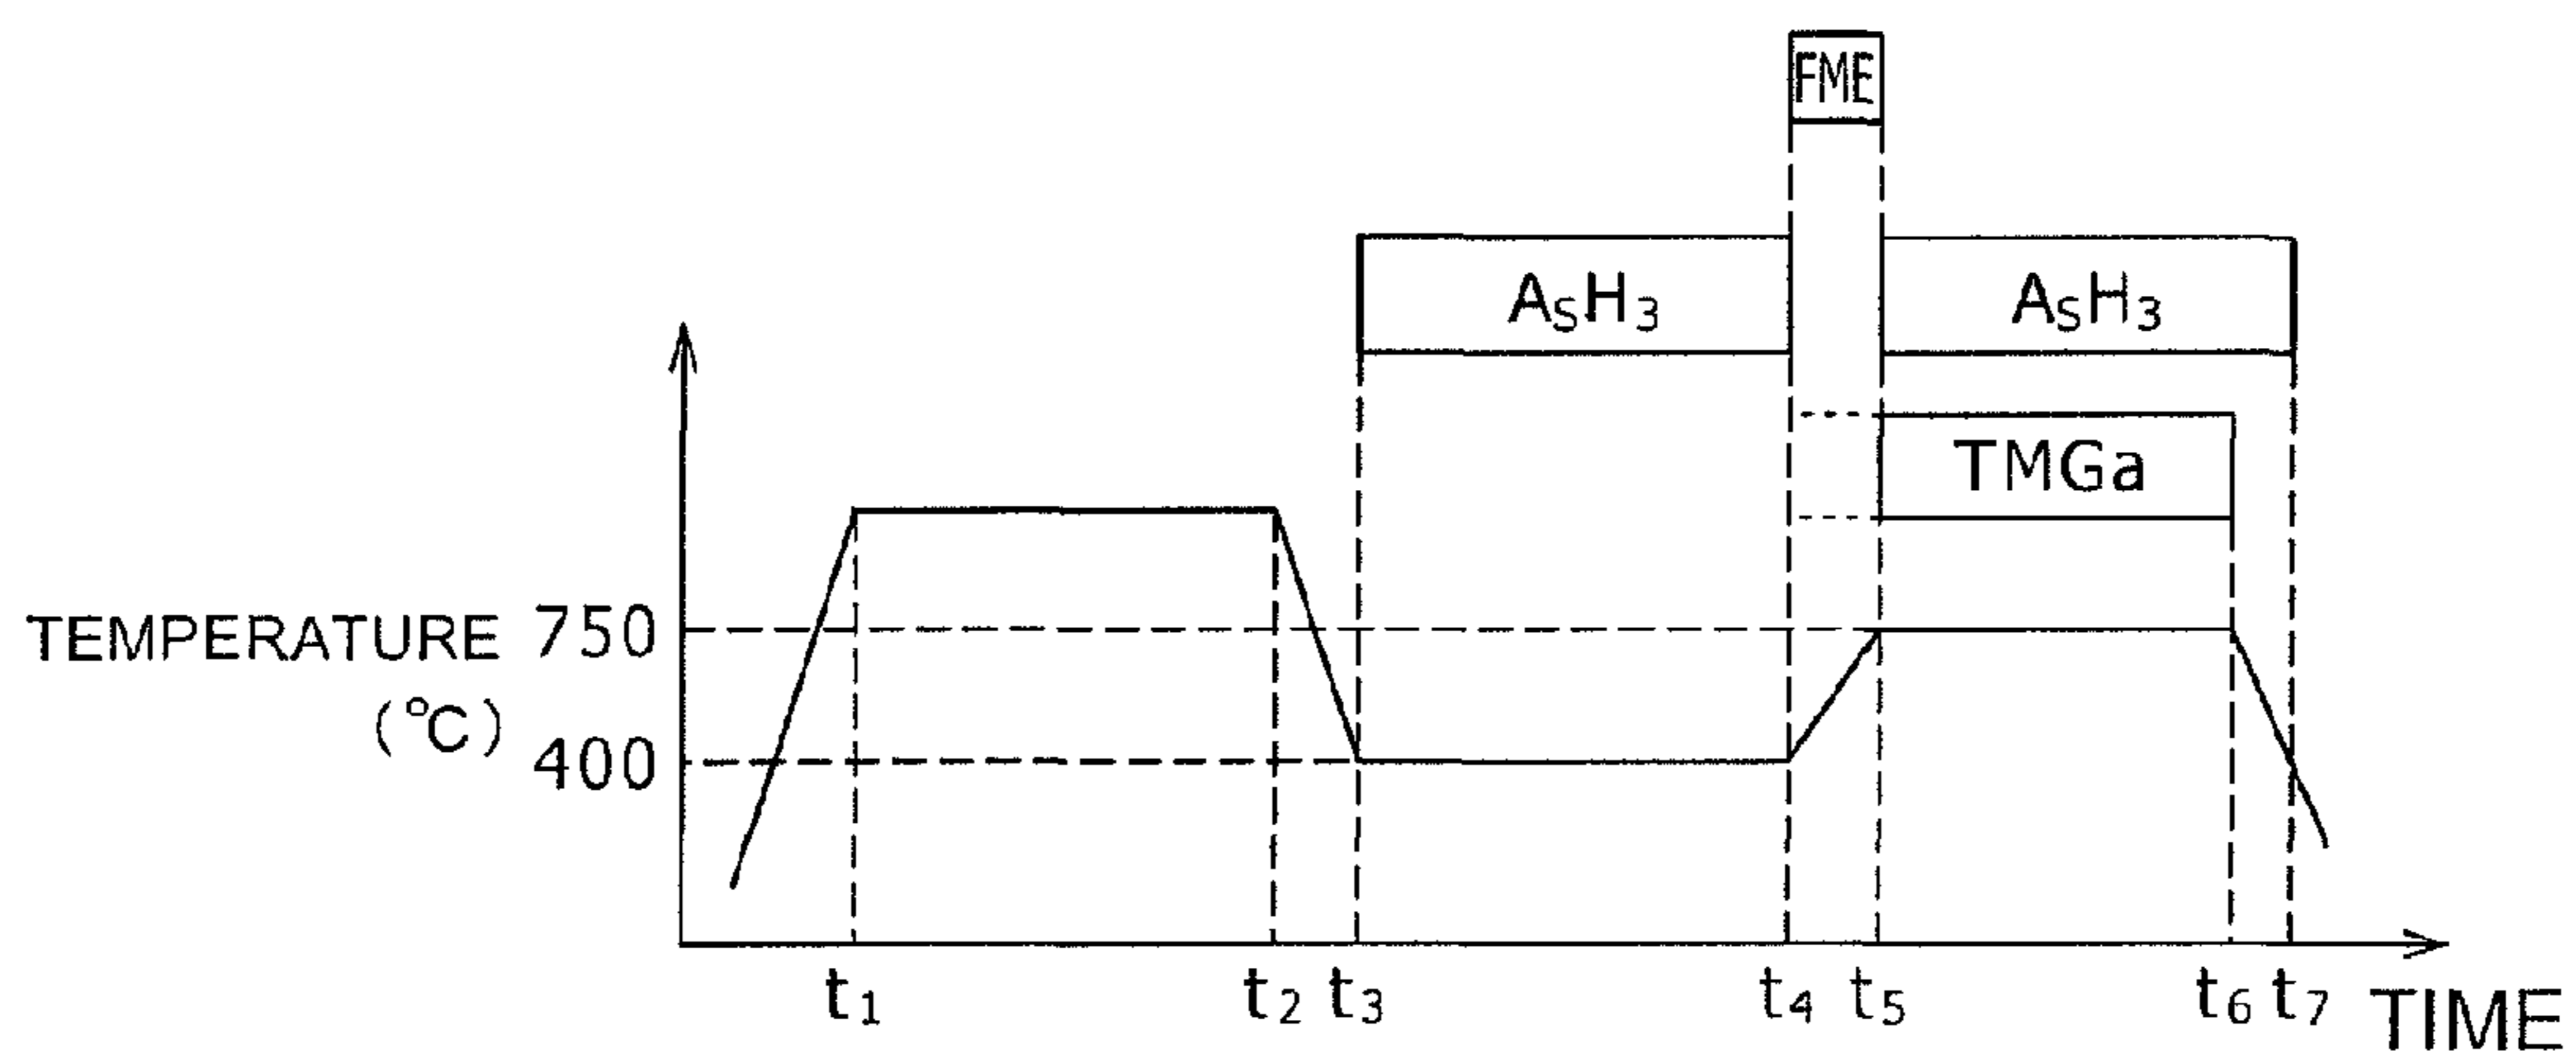 FME
AsH3 AsH3
TMGa
TEMPERATURE 750
(℃)
400
t1 t2 t3 t4 t5 t6 t7 TIME